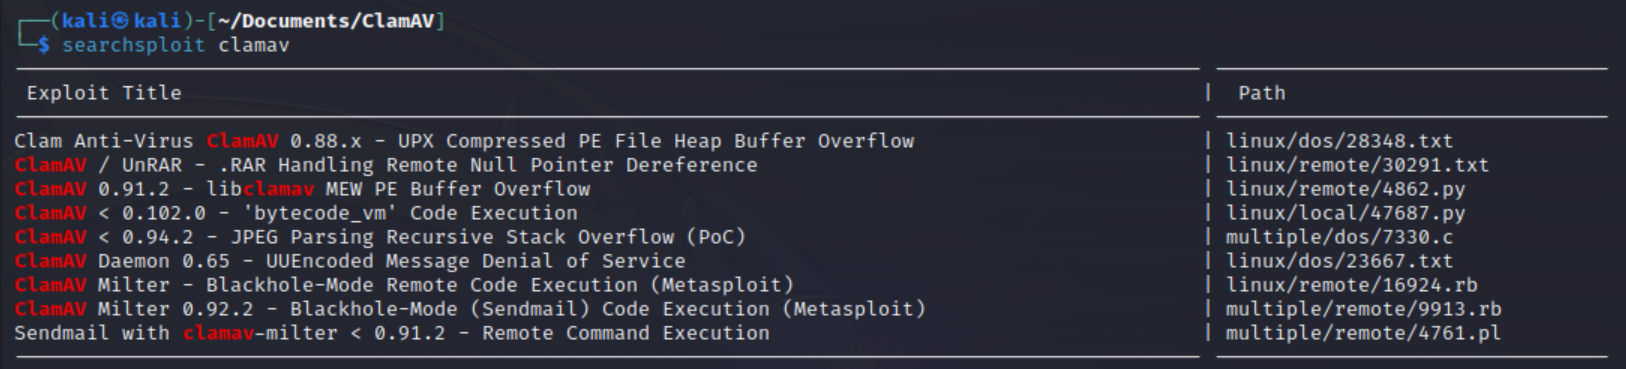 (kali㉿kali)-[~/Documents/ClamAV]
$ searchsploit clamav
Exploit Title | Path
Clam Anti-Virus ClamAV 0.88.x - UPX Compressed PE File Heap Buffer Overflow | linux/dos/28348.txt
ClamAV / UnRAR - .RAR Handling Remote Null Pointer Dereference | linux/remote/30291.txt
ClamAV 0.91.2 - libclamav MEW PE Buffer Overflow | linux/remote/4862.py
ClamAV < 0.102.0 - 'bytecode_vm' Code Execution | linux/local/47687.py
ClamAV < 0.94.2 - JPEG Parsing Recursive Stack Overflow (PoC) | multiple/dos/7330.c
ClamAV Daemon 0.65 - UUEncoded Message Denial of Service | linux/dos/23667.txt
ClamAV Milter - Blackhole-Mode Remote Code Execution (Metasploit) | linux/remote/16924.rb
ClamAV Milter 0.92.2 - Blackhole-Mode (Sendmail) Code Execution (Metasploit) | multiple/remote/9913.rb
Sendmail with clamav-milter < 0.91.2 - Remote Command Execution | multiple/remote/4761.pl